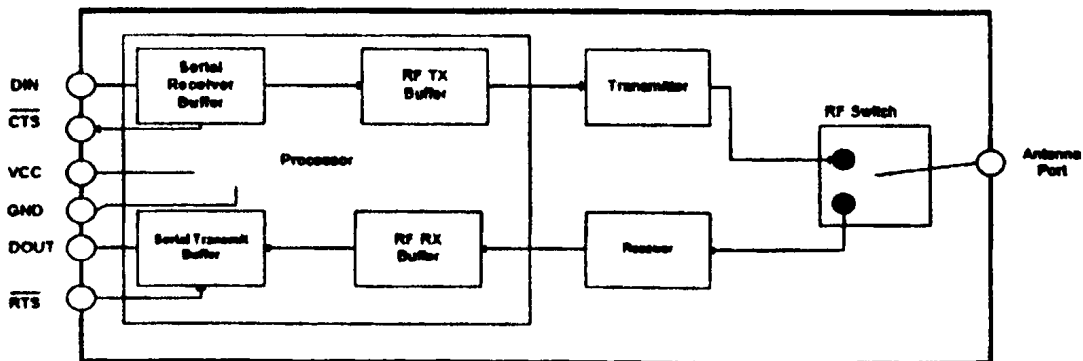 DIN
CTS
VCC
GND
DOUT
RTS
Serial
Receiver
Buffer
RF TX
Buffer
Transmitter
RF Switch
Processor
Antenna
Port
Serial Transmit
Buffer
RF RX
Buffer
Receiver